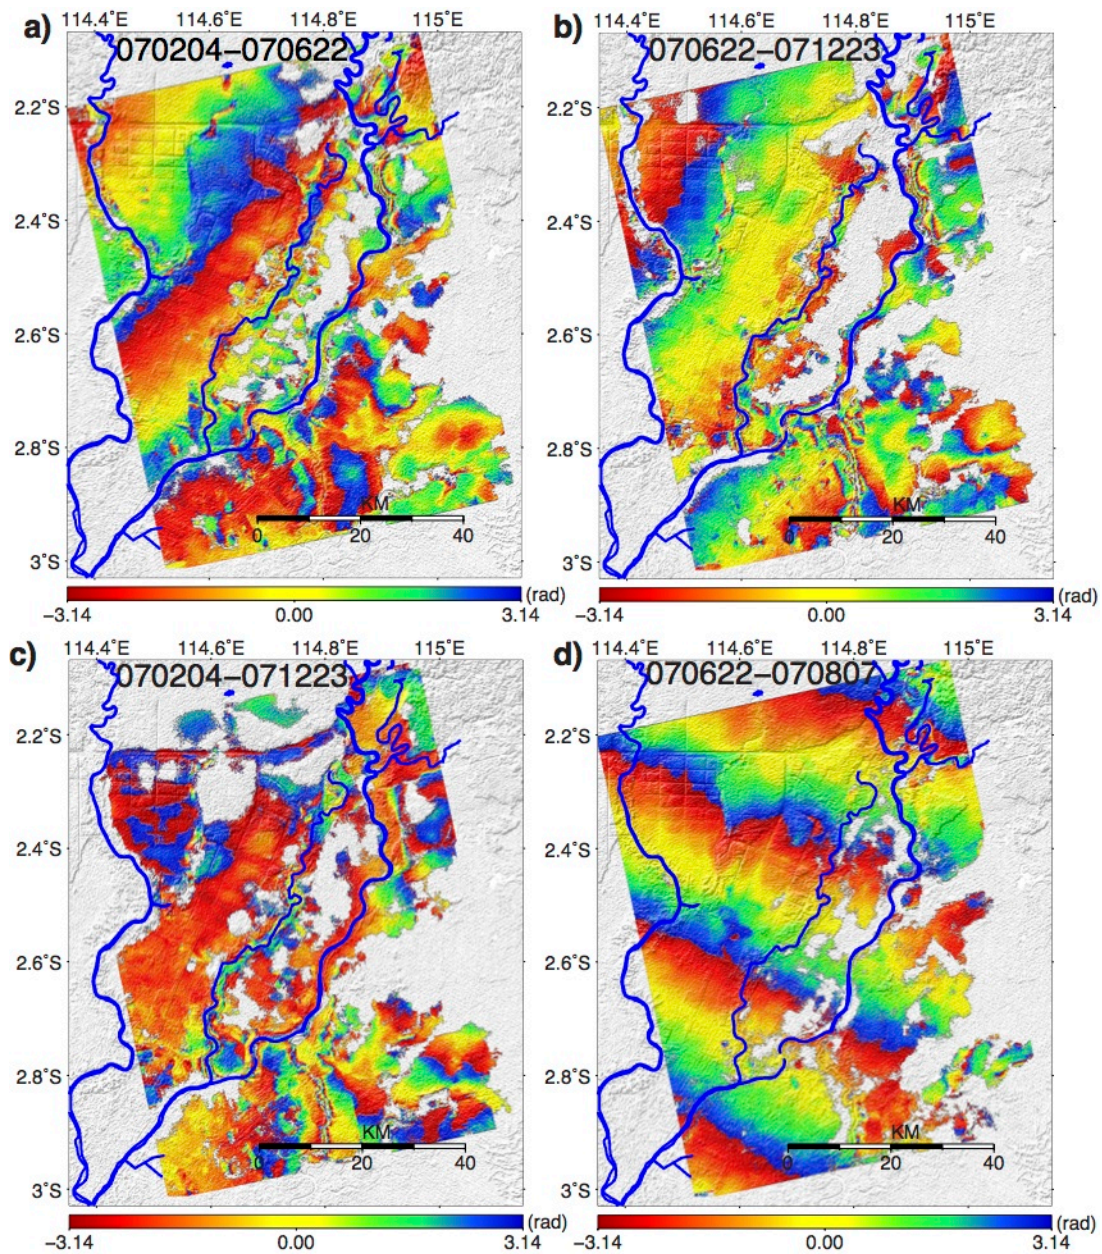 a)
114.4°E 114.6°E 114.8°E 115°E
070204−070622
2.2°S
2.4°S
2.6°S
2.8°S
3°S
KM
0 20 40
−3.14 0.00 3.14 (rad)
b)
114.4°E 114.6°E 114.8°E 115°E
070622−071223
2.2°S
2.4°S
2.6°S
2.8°S
3°S
KM
0 20 40
−3.14 0.00 3.14 (rad)
c)
114.4°E 114.6°E 114.8°E 115°E
070204−071223
2.2°S
2.4°S
2.6°S
2.8°S
3°S
KM
0 20 40
−3.14 0.00 3.14 (rad)
d)
114.4°E 114.6°E 114.8°E 115°E
070622−070807
2.2°S
2.4°S
2.6°S
2.8°S
3°S
KM
0 20 40
−3.14 0.00 3.14 (rad)